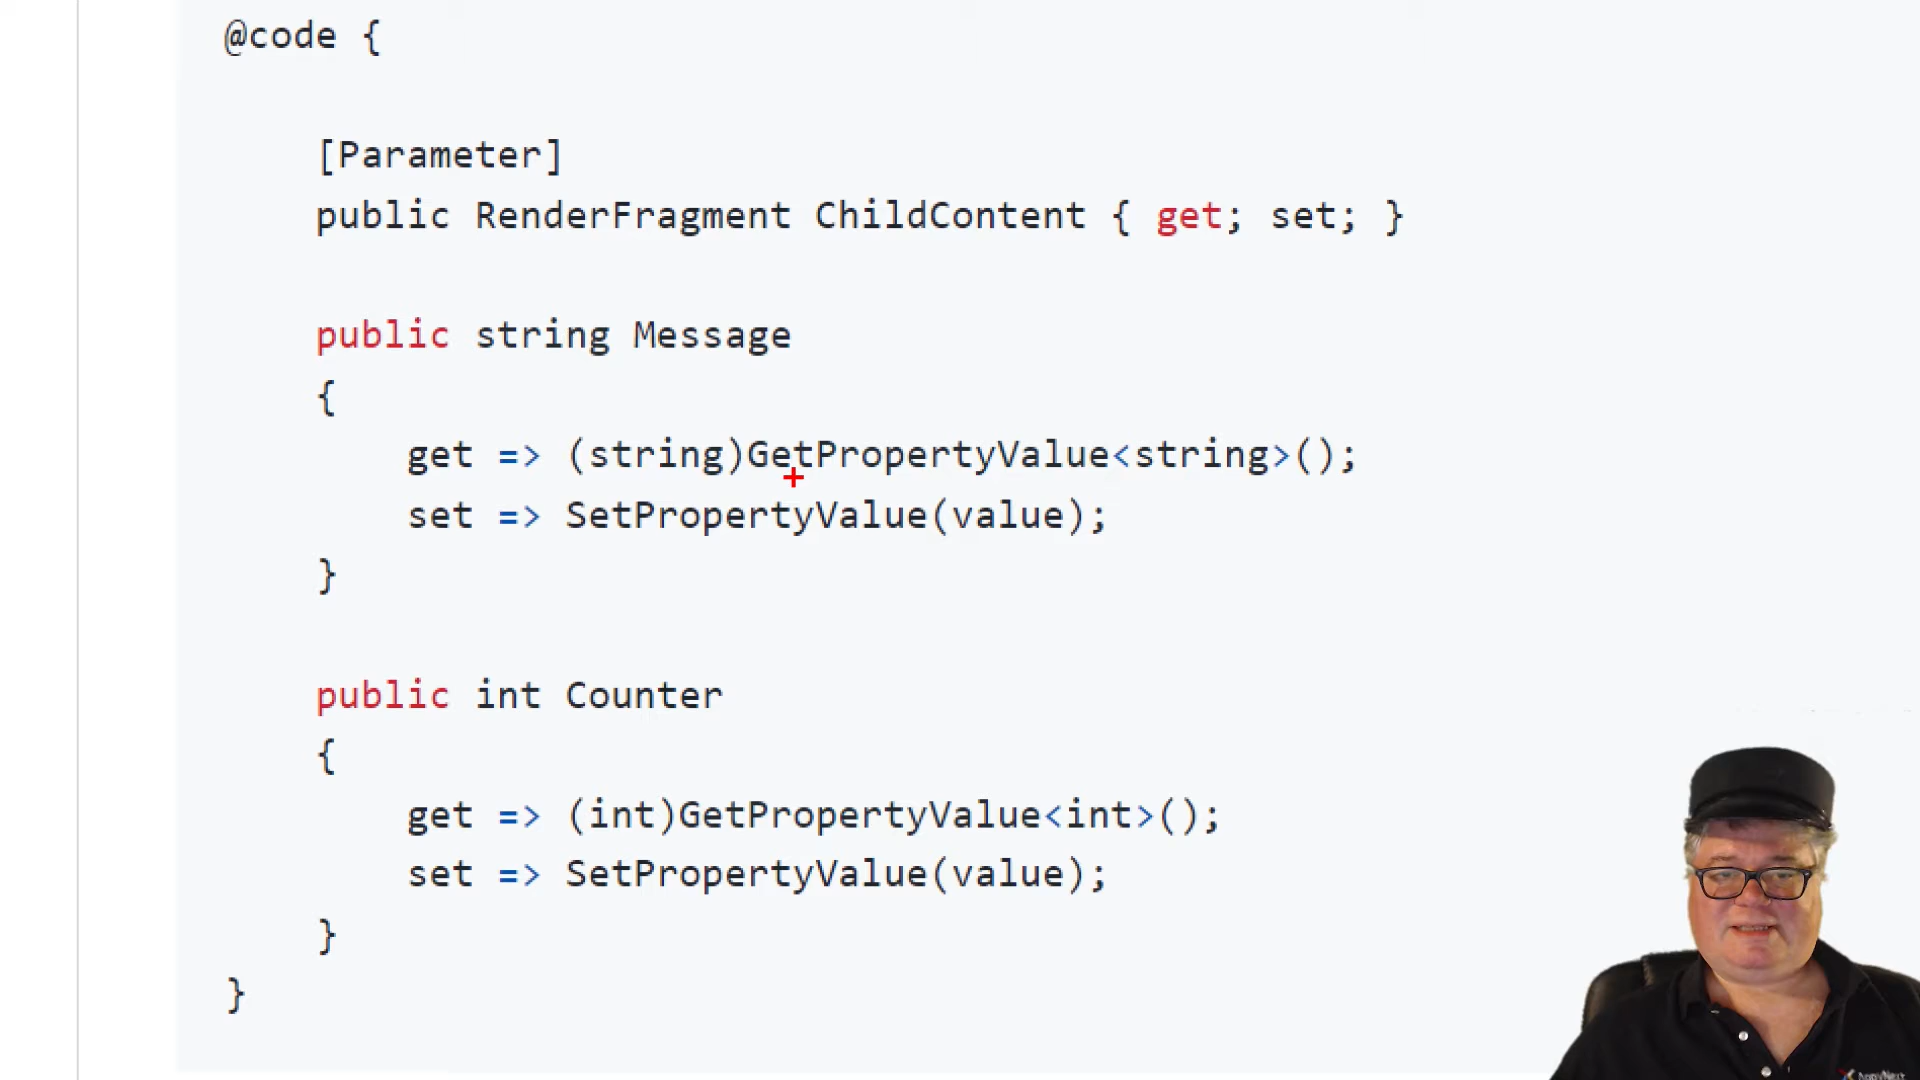 @code {
[Parameter]
public RenderFragment ChildContent { get; set; }
public string Message
{
get => (string)GetPropertyValue<string>();
set => SetPropertyValue(value);
}
public int Counter
{
get => (int)GetPropertyValue<int>();
set => SetPropertyValue(value);
}
}
AppvNext